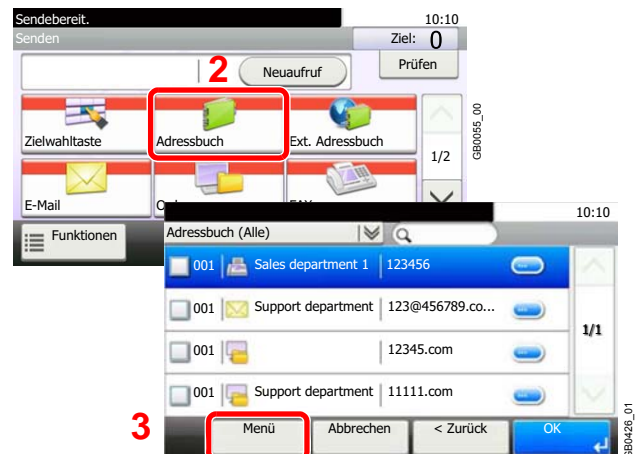 Sendebereit.
10:10
Senden
Ziel: 0
2
Neuaufruf
Prüfen
Zielwahltaste
Adressbuch
Ext. Adressbuch
1/2
E-Mail
Funktionen
GB0055_00
10:10
Adressbuch (Alle)
001 Sales department 1 123456
001 Support department 123@456789.co...
001 12345.com
001 Support department 11111.com
1/1
3
Menü
Abbrechen
< Zurück
OK
GB0426_01